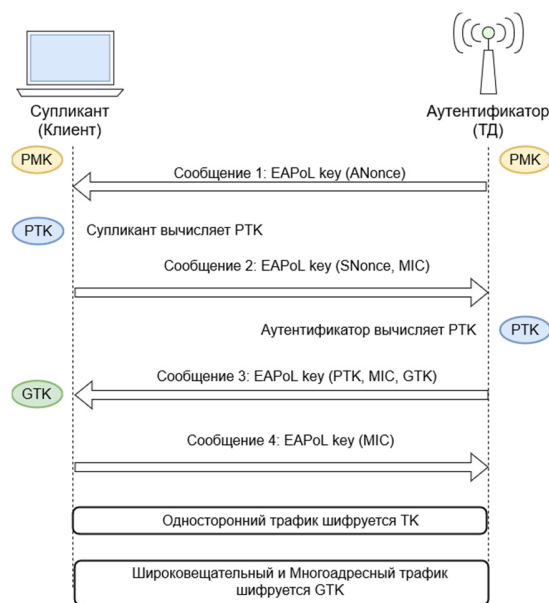 Супликант
(Клиент)
Аутентификатор
(ТД)
PMK
PMK
Сообщение 1: EAPoL key (ANonce)
PTK
Супликант вычисляет PTK
Сообщение 2: EAPoL key (SNonce, MIC)
Аутентификатор вычисляет PTK
PTK
Сообщение 3: EAPoL key (PTK, MIC, GTK)
GTK
Сообщение 4: EAPoL key (MIC)
Односторонний трафик шифруется TK
Широковещательный и Многоадресный трафик
шифруется GTK